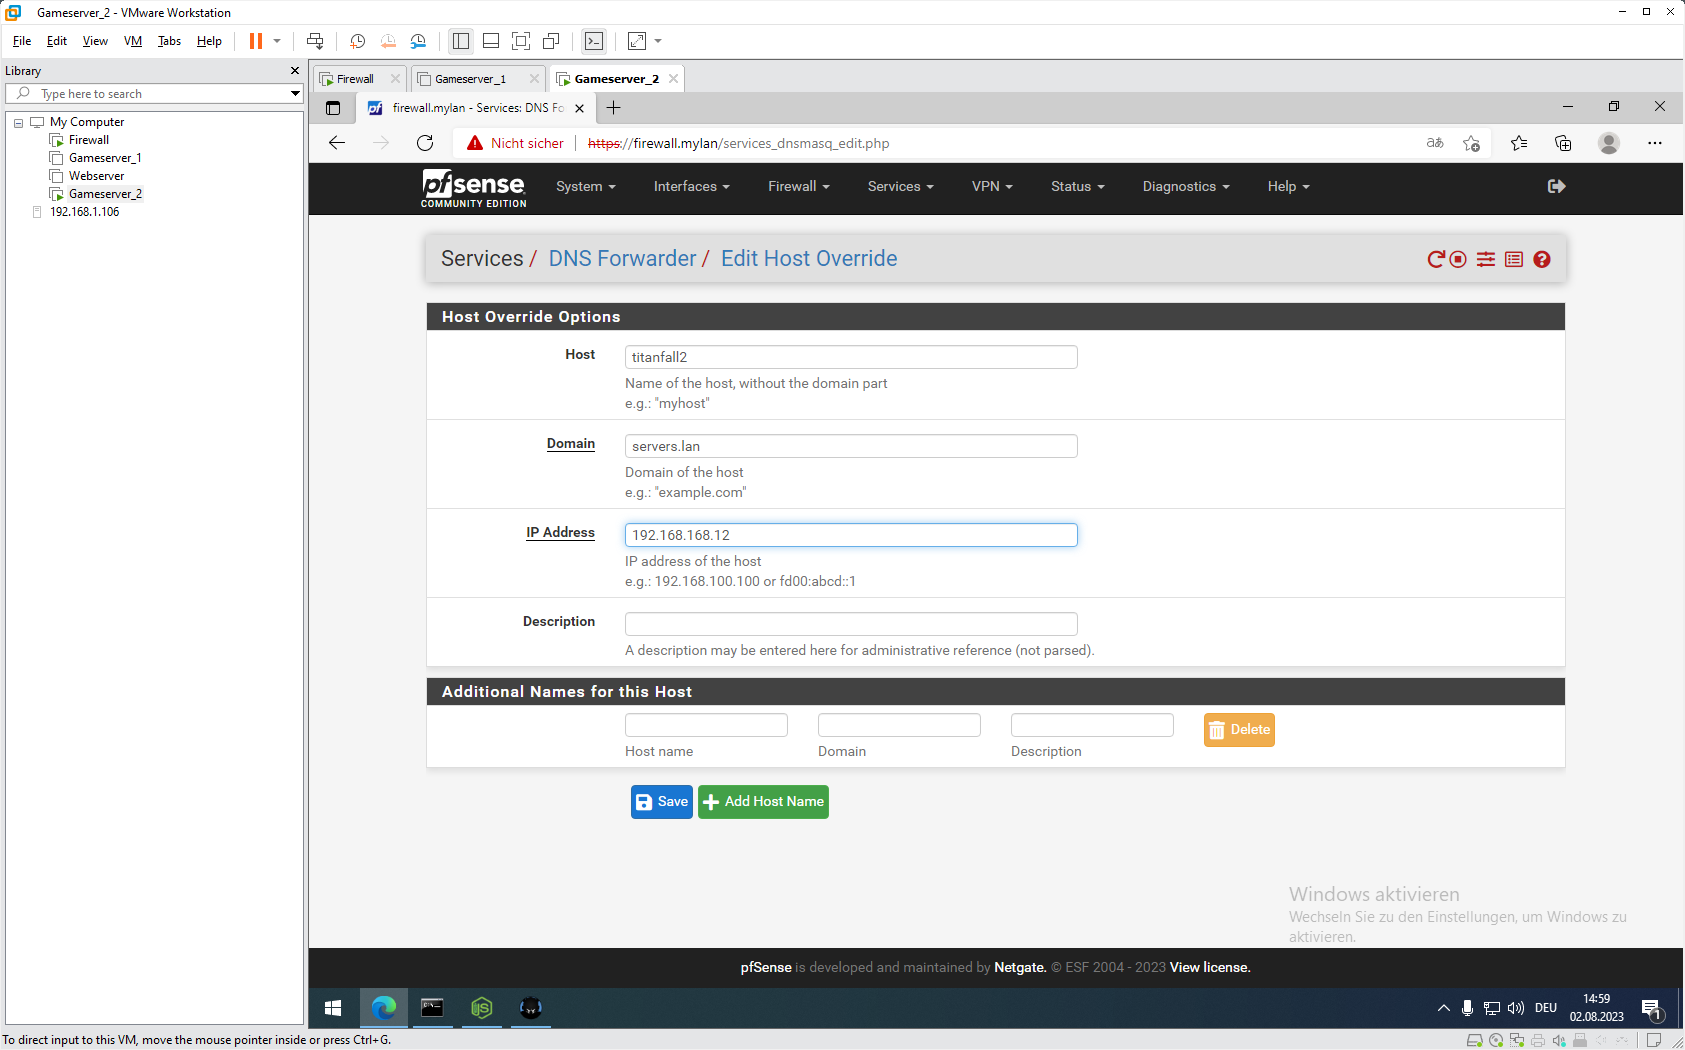 Gameserver_2 - VMware Workstation
File Edit View VM Tabs Help
Library
Type here to search
My Computer
Firewall
Gameserver_1
Webserver
Gameserver_2
192.168.1.106
Firewall Gameserver_1 Gameserver_2
firewall.mylan - Services: DNS Fo
Nicht sicher https://firewall.mylan/services_dnsmasq_edit.php
pfsense COMMUNITY EDITION
System Interfaces Firewall Services VPN Status Diagnostics Help
Services / DNS Forwarder / Edit Host Override
Host Override Options
Host titanfall2
Name of the host, without the domain part
e.g.: "myhost"
Domain servers.lan
Domain of the host
e.g.: "example.com"
IP Address 192.168.168.12
IP address of the host
e.g.: 192.168.100.100 or fd00:abcd::1
Description
A description may be entered here for administrative reference (not parsed).
Additional Names for this Host
Delete
Host name Domain Description
Save Add Host Name
Windows aktivieren
Wechseln Sie zu den Einstellungen, um Windows zu
aktivieren.
pfSense is developed and maintained by Netgate. © ESF 2004 - 2023 View license.
DEU 14:59
02.08.2023 1
To direct input to this VM, move the mouse pointer inside or press Ctrl+G.